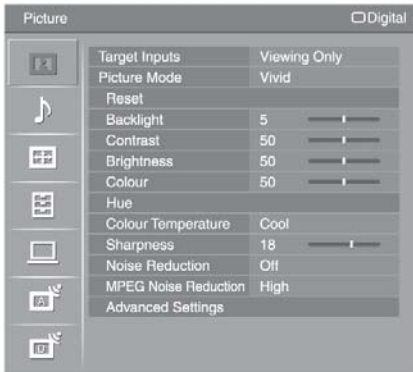 Picture
Digital
Target Inputs Viewing Only
Picture Mode Vivid
Reset
Backlight 5
Contrast 50
Brightness 50
Colour 50
Hue
Colour Temperature Cool
Sharpness 18
Noise Reduction Off
MPEG Noise Reduction High
Advanced Settings
A
D